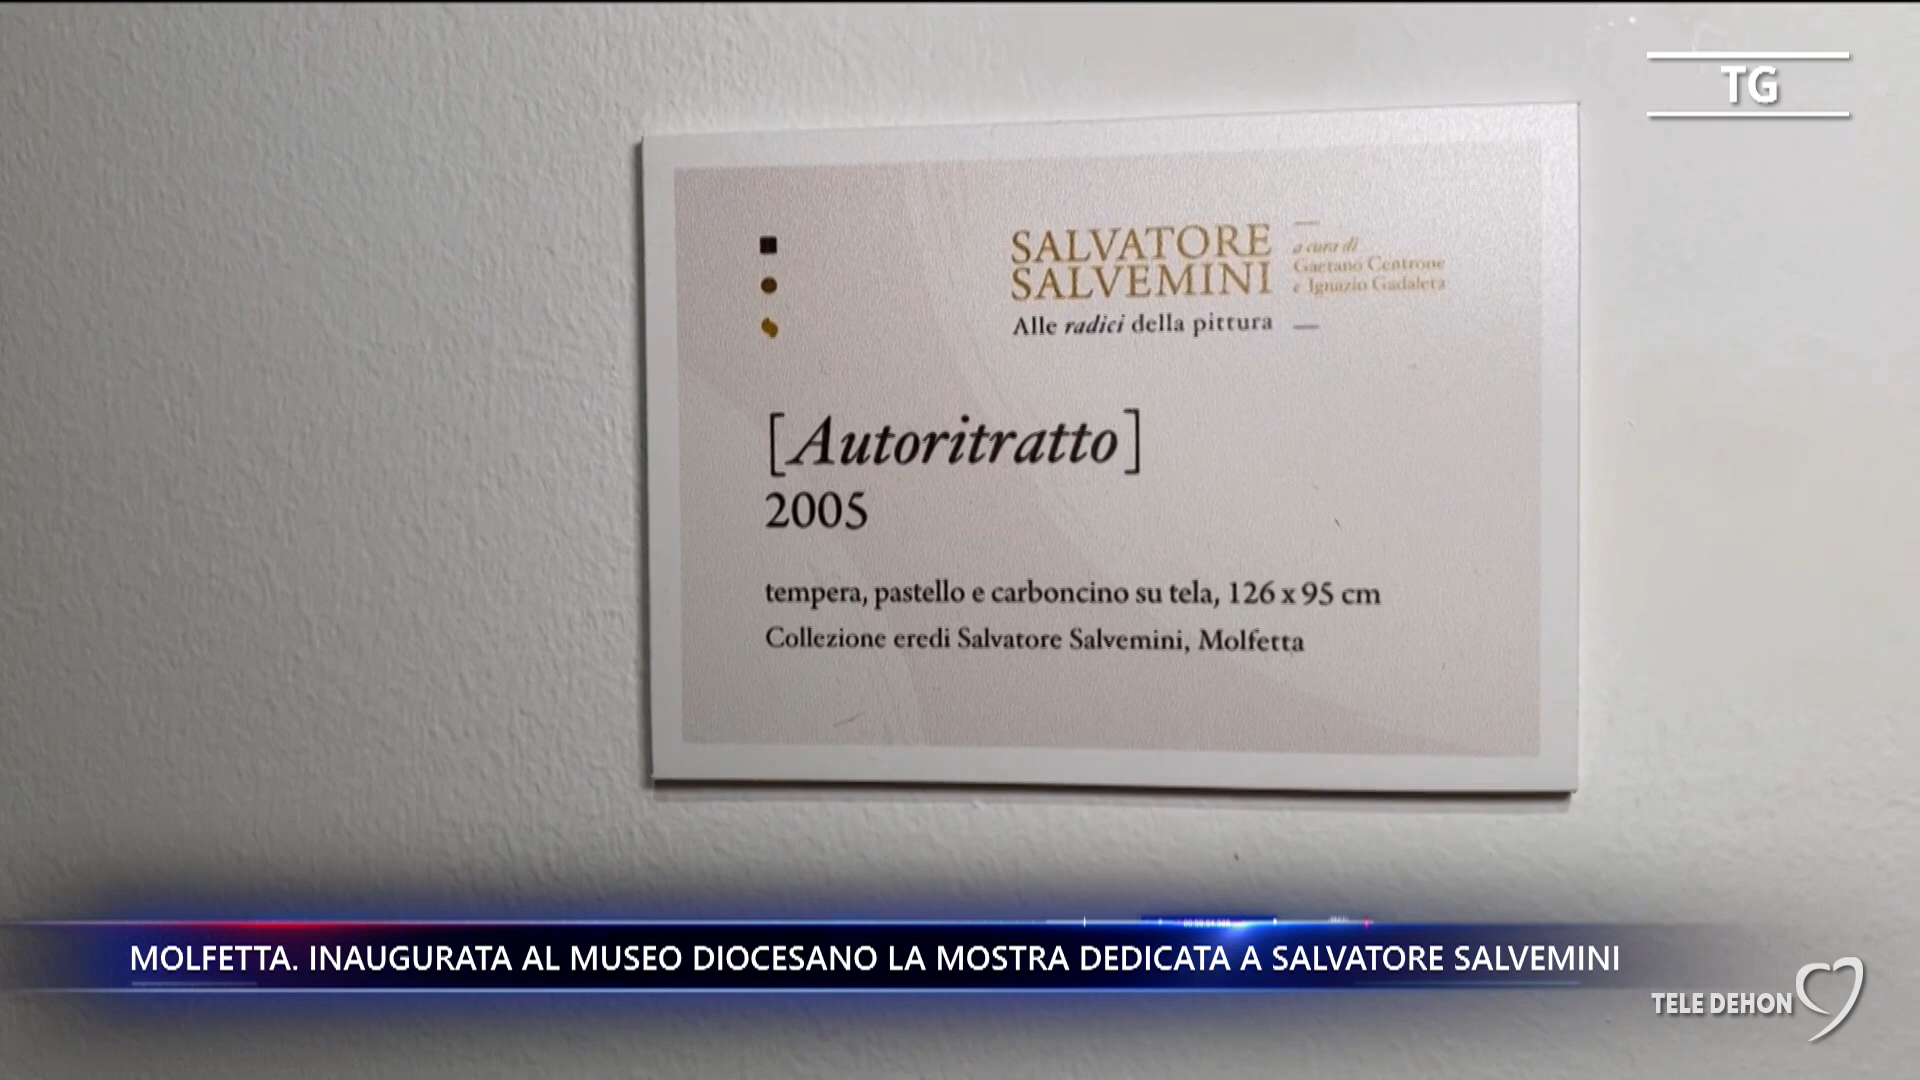 TG
SALVATORE
SALVEMINI
Alle radici della pittura
a cura di
Gaetano Centrone
e Ignazio Gadaleta
[Autoritratto]
2005
tempera, pastello e carboncino su tela, 126 x 95 cm
Collezione eredi Salvatore Salvemini, Molfetta
MOLFETTA. INAUGURATA AL MUSEO DIOCESANO LA MOSTRA DEDICATA A SALVATORE SALVEMINI
TELE DEHON